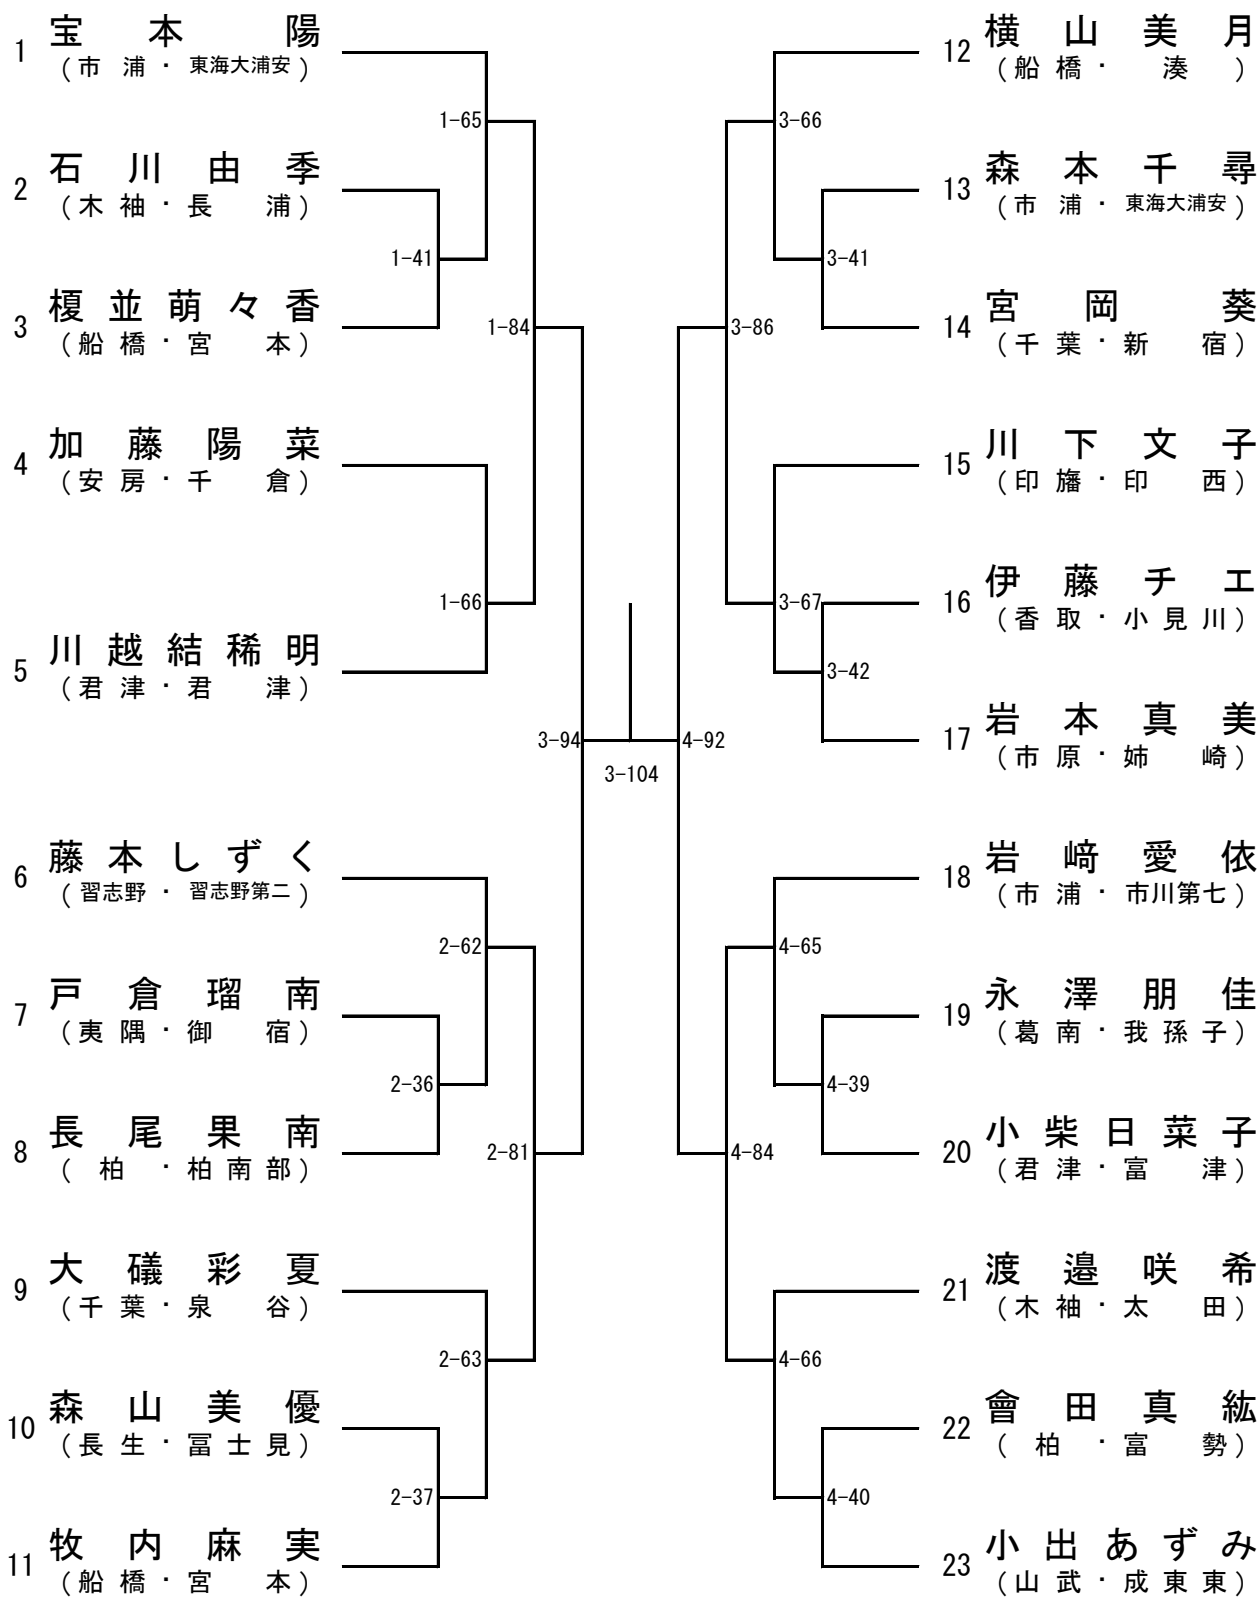 1 宝本陽
(市浦・東海大浦安)
1-65
2 石川由季
(木袖・長浦)
1-41
3 榎並萌々香
(船橋・宮本)
1-84
4 加藤陽菜
(安房・千倉)
1-66
5 川越結稀明
(君津・君津)
3-94
6 藤本しずく
(習志野・習志野第二)
2-62
7 戸倉瑠南
(夷隅・御宿)
2-36
8 長尾果南
(柏・柏南部)
2-81
9 大礒彩夏
(千葉・泉谷)
2-63
10 森山美優
(長生・冨士見)
2-37
11 牧内麻実
(船橋・宮本)
3-104
12 横山美月
(船橋・湊)
3-66
13 森本千尋
(市浦・東海大浦安)
3-41
14 宮岡葵
(千葉・新宿)
3-86
15 川下文子
(印旛・印西)
3-67
16 伊藤チエ
(香取・小見川)
3-42
17 岩本真美
(市原・姉崎)
4-92
18 岩﨑愛依
(市浦・市川第七)
4-65
19 永澤朋佳
(葛南・我孫子)
4-39
20 小柴日菜子
(君津・富津)
4-84
21 渡邉咲希
(木袖・太田)
4-66
22 會田真紘
(柏・富勢)
4-40
23 小出あずみ
(山武・成東東)